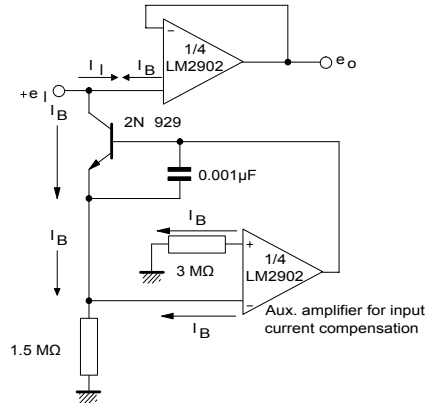 −
1/4
LM2902
e o
I I
I B
+e I
I B
2N 929
0.001µF
I B
I B
+
1/4
LM2902
3 MΩ
−
Aux. amplifier for input
current compensation
I B
1.5 MΩ